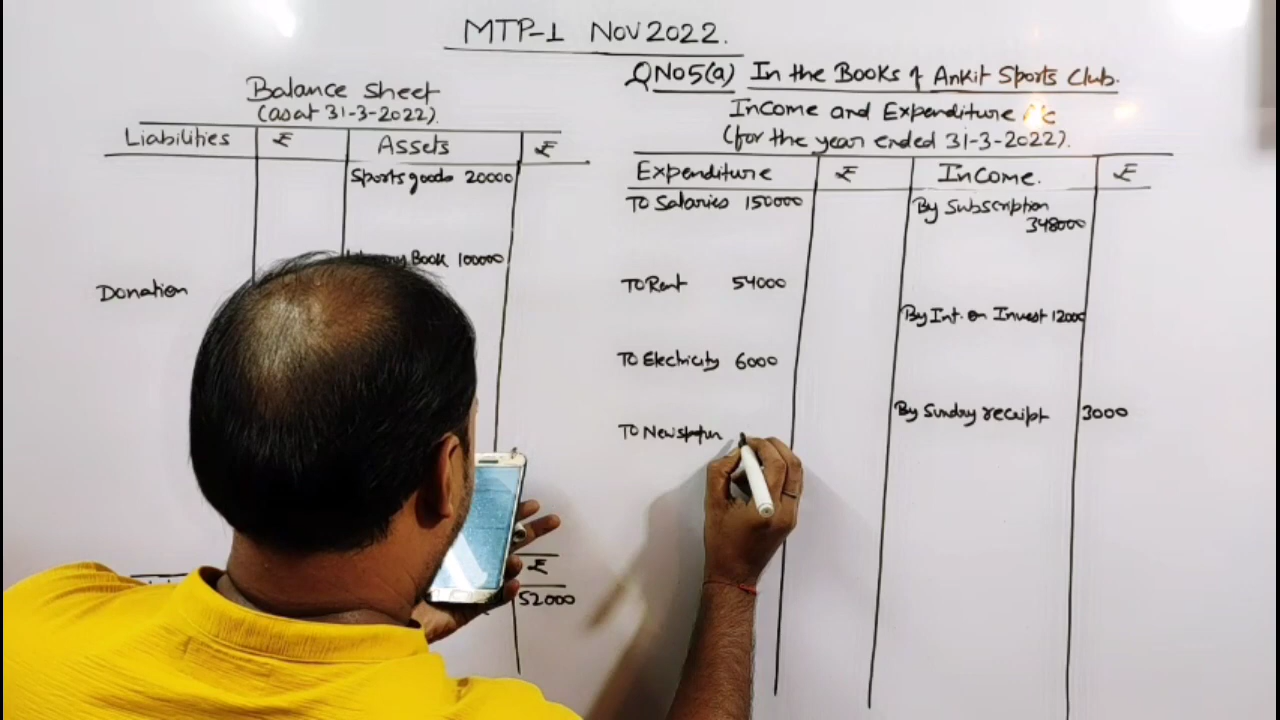 MTP-1 NOV 2022.
Balance sheet
(as at 31-3-2022).
Liabilities ₹ Assets ₹
Sports goods 20000
Book 100000
Donation
₹
52000
QNo5(a) In the Books of Ankit Sports Club.
Income and Expenditure A/c
(for the year ended 31-3-2022).
Expenditure ₹ Income. ₹
To Salaries 150000 By Subscription
348000
To Rent 54000
By Int. on Invest 12000
To Electricity 6000
By Sunday receipt 3000
To Newspaper